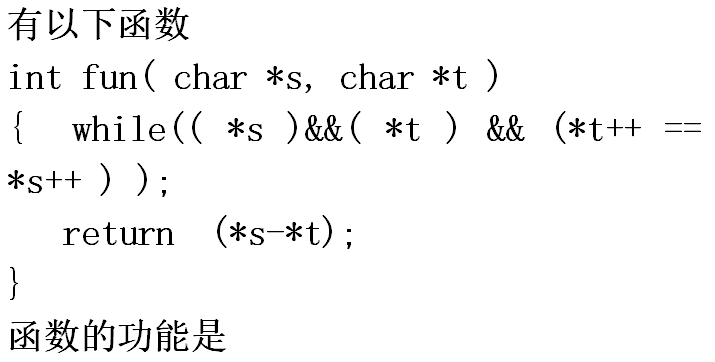 有以下函数
int fun( char *s, char *t )
{  while(( *s )&&( *t ) && (*t++ ==
*s++ ) );
return (*s-*t);
}
函数的功能是